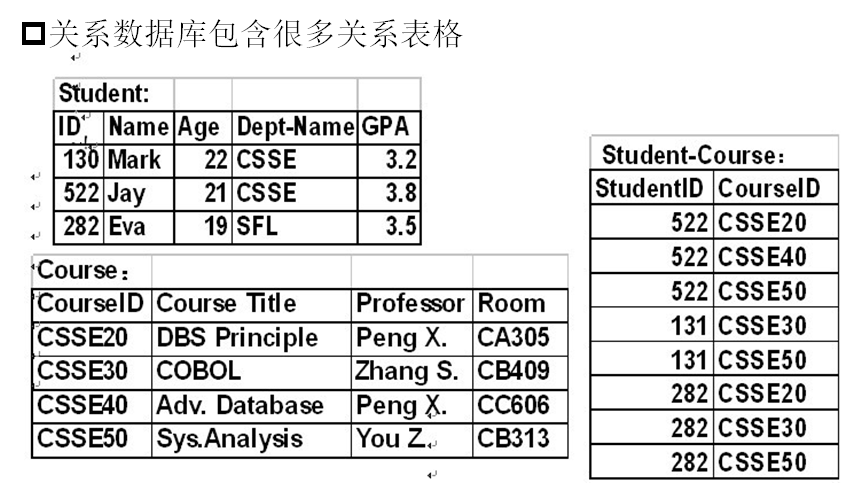 关系数据库包含很多关系表格
Student:
ID Name Age Dept-Name GPA
130 Mark 22 CSSE 3.2
522 Jay 21 CSSE 3.8
282 Eva 19 SFL 3.5
Course：
CourseID Course Title Professor Room
CSSE20 DBS Principle Peng X. CA305
CSSE30 COBOL Zhang S. CB409
CSSE40 Adv. Database Peng X. CC606
CSSE50 Sys.Analysis You Z. CB313
Student-Course：
StudentID CourseID
522 CSSE20
522 CSSE40
522 CSSE50
131 CSSE30
131 CSSE50
282 CSSE20
282 CSSE30
282 CSSE50